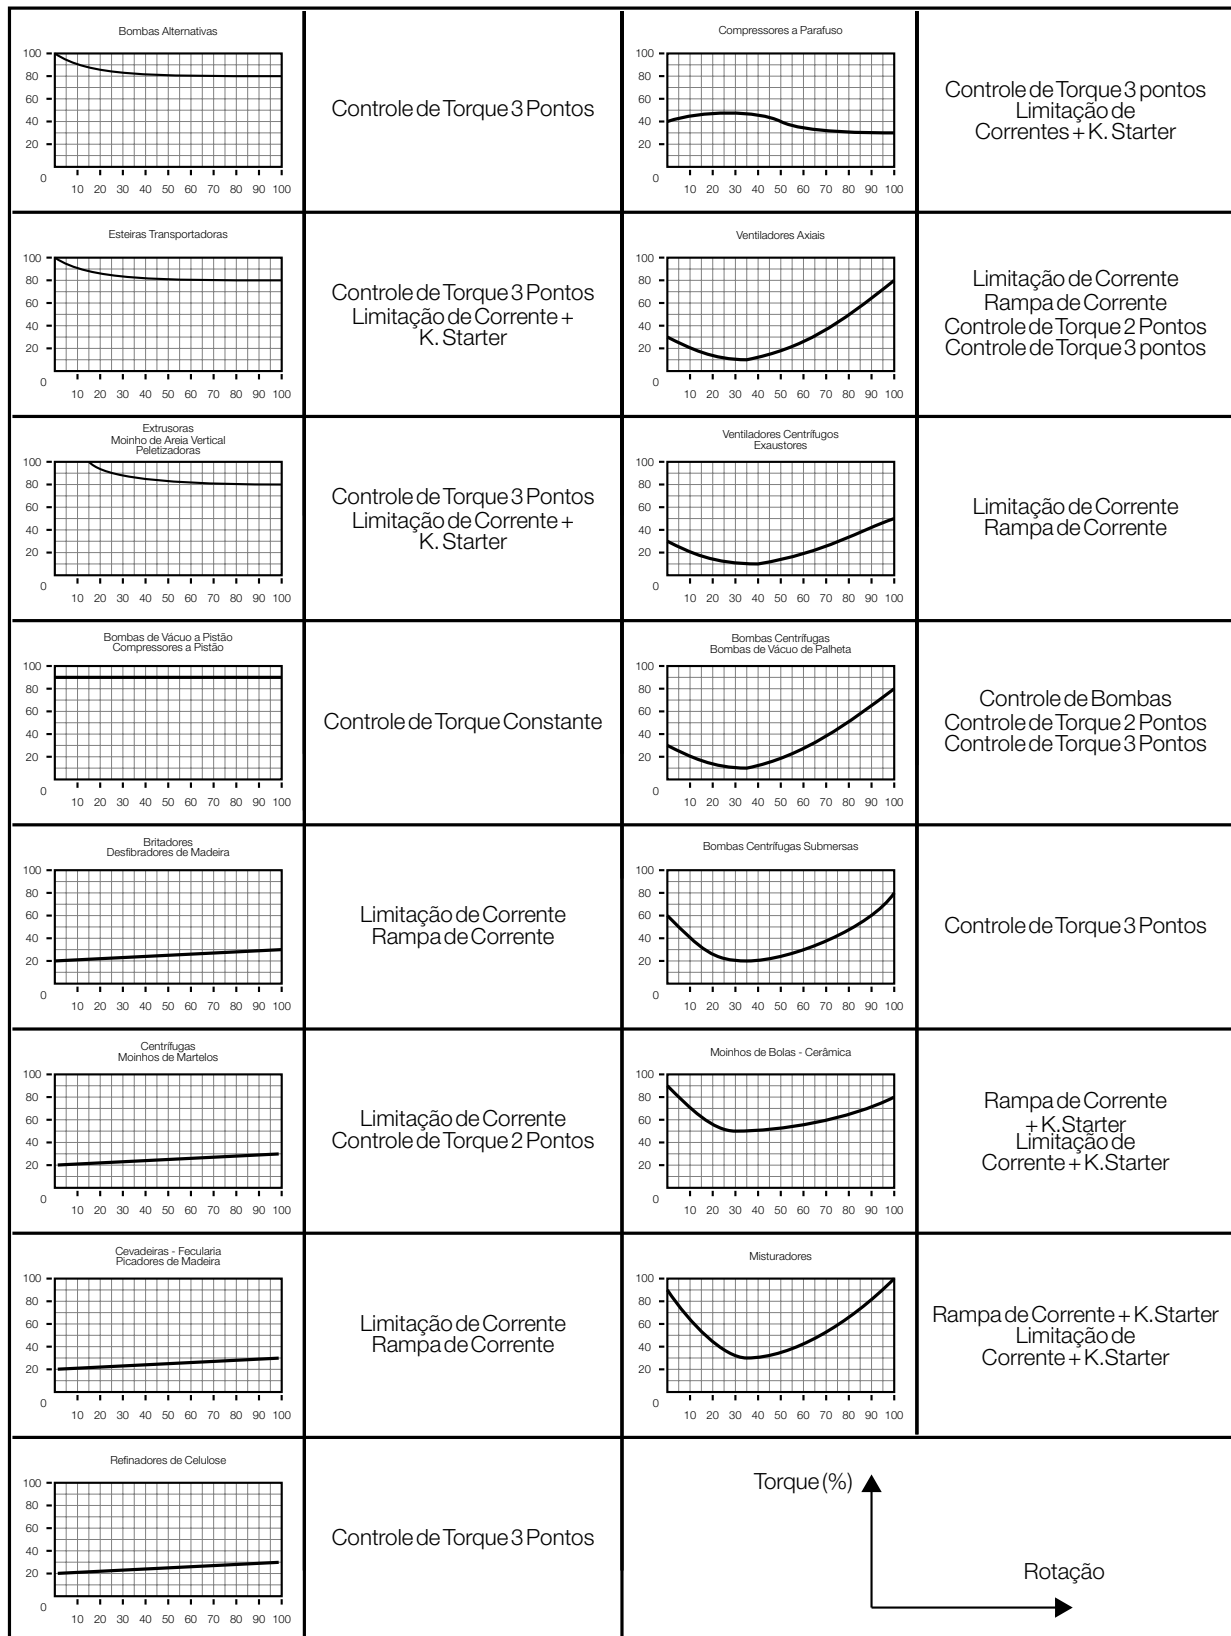 Bombas Alternativas
100
80
60
40
20
0
10 20 30 40 50 60 70 80 90 100
Controle de Torque 3 Pontos
Compressores a Parafuso
100
80
60
40
20
0
10 20 30 40 50 60 70 80 90 100
Controle de Torque 3 pontos
Limitação de
Correntes + K. Starter
Esteiras Transportadoras
100
80
60
40
20
0
10 20 30 40 50 60 70 80 90 100
Controle de Torque 3 Pontos
Limitação de Corrente +
K. Starter
Ventiladores Axiais
100
80
60
40
20
0
10 20 30 40 50 60 70 80 90 100
Limitação de Corrente
Rampa de Corrente
Controle de Torque 2 Pontos
Controle de Torque 3 pontos
Extrusoras
Moinho de Areia Vertical
Peletizadoras
100
80
60
40
20
0
10 20 30 40 50 60 70 80 90 100
Controle de Torque 3 Pontos
Limitação de Corrente +
K. Starter
Ventiladores Centrífugos
Exaustores
100
80
60
40
20
0
10 20 30 40 50 60 70 80 90 100
Limitação de Corrente
Rampa de Corrente
Bombas de Vácuo a Pistão
Compressores a Pistão
100
80
60
40
20
0
10 20 30 40 50 60 70 80 90 100
Controle de Torque Constante
Bombas Centrífugas
Bombas de Vácuo de Palheta
100
80
60
40
20
0
10 20 30 40 50 60 70 80 90 100
Controle de Bombas
Controle de Torque 2 Pontos
Controle de Torque 3 Pontos
Britadores
Desfibradores de Madeira
100
80
60
40
20
0
10 20 30 40 50 60 70 80 90 100
Limitação de Corrente
Rampa de Corrente
Bombas Centrífugas Submersas
100
80
60
40
20
0
10 20 30 40 50 60 70 80 90 100
Controle de Torque 3 Pontos
Centrífugas
Moinhos de Martelos
100
80
60
40
20
0
10 20 30 40 50 60 70 80 90 100
Limitação de Corrente
Controle de Torque 2 Pontos
Moinhos de Bolas - Cerâmica
100
80
60
40
20
0
10 20 30 40 50 60 70 80 90 100
Rampa de Corrente
+ K.Starter
Limitação de
Corrente + K.Starter
Cevadeiras - Fecularia
Picadores de Madeira
100
80
60
40
20
0
10 20 30 40 50 60 70 80 90 100
Limitação de Corrente
Rampa de Corrente
Misturadores
100
80
60
40
20
0
10 20 30 40 50 60 70 80 90 100
Rampa de Corrente + K.Starter
Limitação de
Corrente + K.Starter
Refinadores de Celulose
100
80
60
40
20
0
10 20 30 40 50 60 70 80 90 100
Controle de Torque 3 Pontos
Torque (%)
Rotação